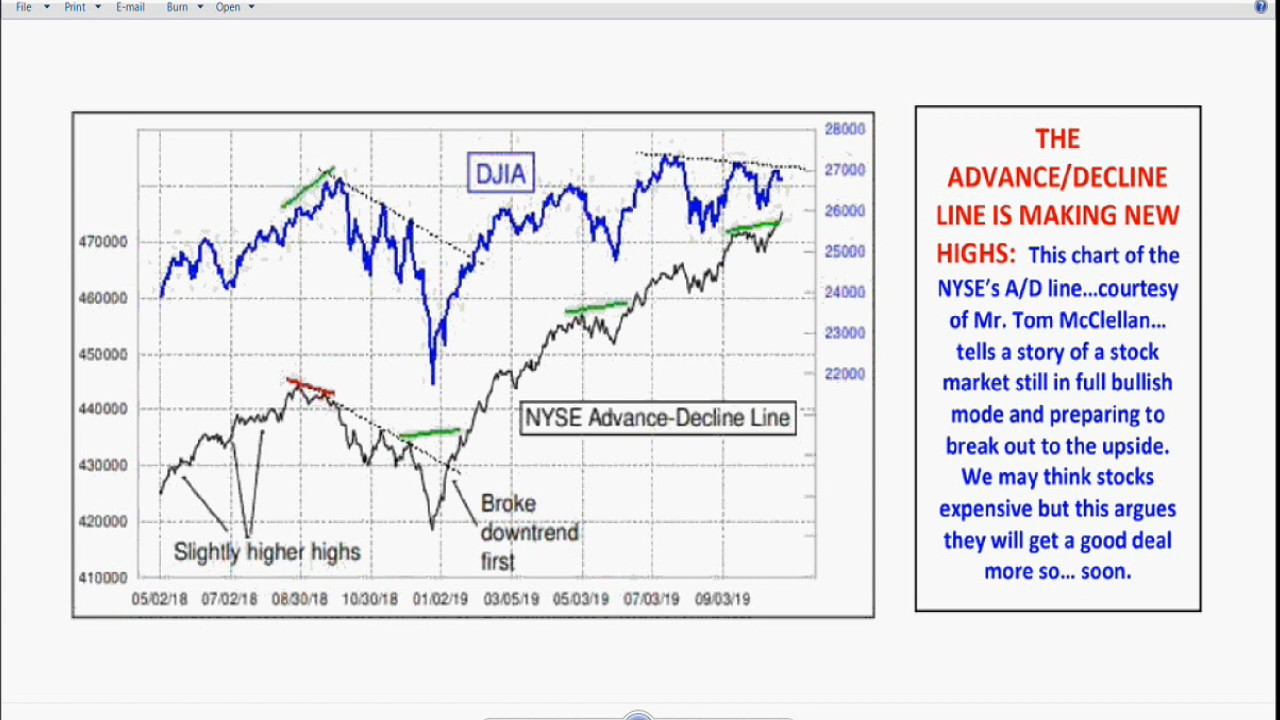 File Print E-mail Burn Open
28000
27000
26000
25000
24000
23000
22000
DJIA
470000
460000
450000
440000
430000
420000
410000
NYSE Advance-Decline Line
Broke
downtrend
first
Slightly higher highs
05/02/18 07/02/18 08/30/18 10/30/18 01/02/19 03/05/19 05/03/19 07/03/19 09/03/19
THE
ADVANCE/DECLINE
LINE IS MAKING NEW
HIGHS: This chart of the
NYSE's A/D line...courtesy
of Mr. Tom McClellan...
tells a story of a stock
market still in full bullish
mode and preparing to
break out to the upside.
We may think stocks
expensive but this argues
they will get a good deal
more so... soon.